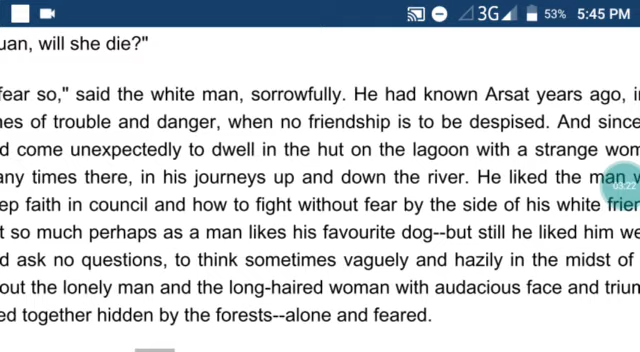 3G 53% 5:45 PM
uan, will she die?"
fear so," said the white man, sorrowfully. He had known Arsat years ago, i
es of trouble and danger, when no friendship is to be despised. And since
d come unexpectedly to dwell in the hut on the lagoon with a strange wom
any times there, in his journeys up and down the river. He liked the man w
ep faith in council and how to fight without fear by the side of his white frien
t so much perhaps as a man likes his favourite dog--but still he liked him we
d ask no questions, to think sometimes vaguely and hazily in the midst of
out the lonely man and the long-haired woman with audacious face and trium
ed together hidden by the forests--alone and feared.
03:22